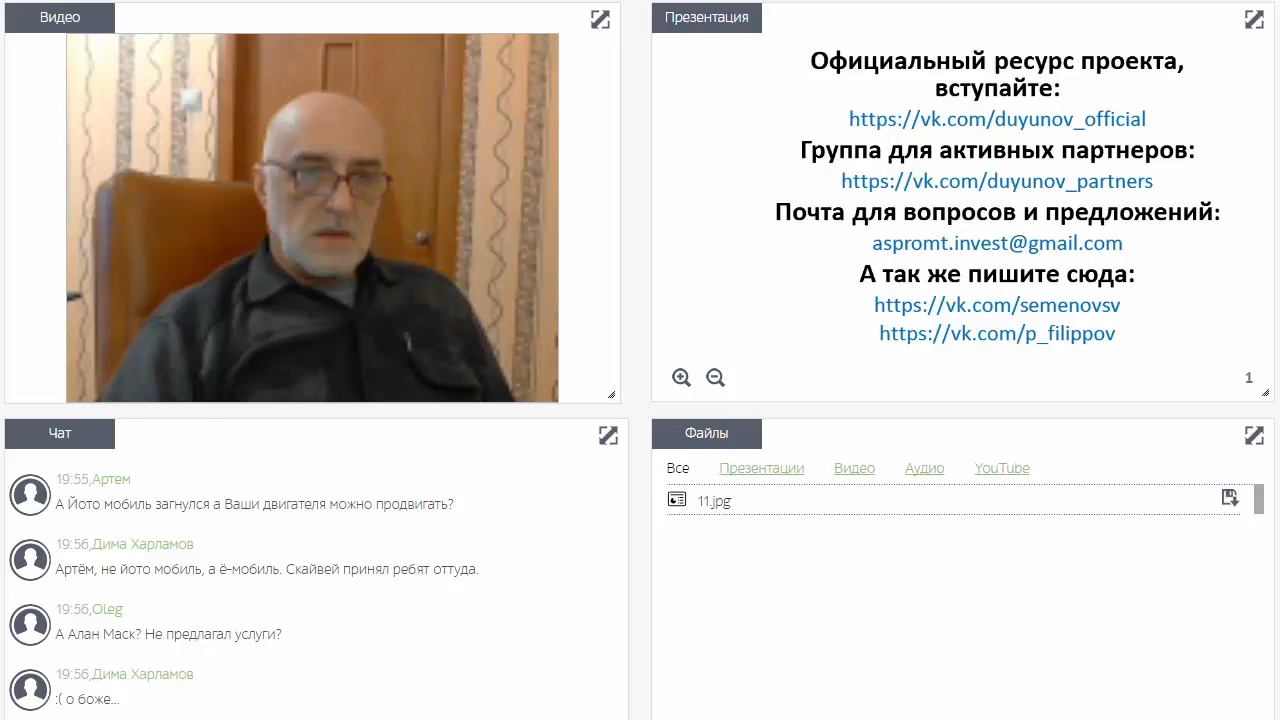 Видео
Презентация
Официальный ресурс проекта,
вступайте:
https://vk.com/duyunov_official
Группа для активных партнеров:
https://vk.com/duyunov_partners
Почта для вопросов и предложений:
aspromt.invest@gmail.com
А так же пишите сюда:
https://vk.com/semenovsv
https://vk.com/p_filippov
1
Чат
19:55,Артем
А Йото мобиль загнулся а Ваши двигателя можно продвигать?
19:56,Дима Харламов
Артём, не йото мобиль, а ё-мобиль. Скайвей принял ребят оттуда.
19:56,Oleg
А Алан Маск? Не предлагал услуги?
19:56,Дима Харламов
:( о боже...
Файлы
Все Презентации Видео Аудио YouTube
11.jpg